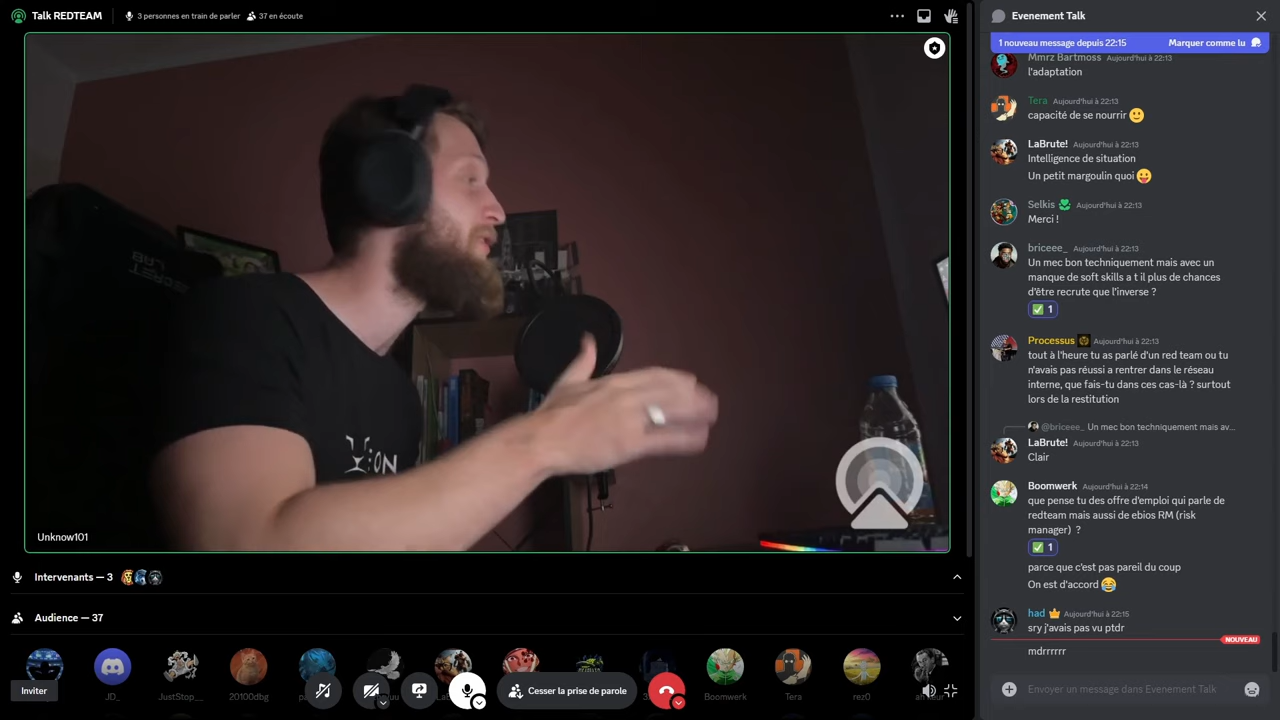 Talk REDTEAM
3 personnes en train de parler
37 en écoute
Evenement Talk
1 nouveau message depuis 22:15
Marquer comme lu
Mmrz Bartmoss Aujourd'hui à 22:13
l'adaptation
Tera Aujourd'hui à 22:13
capacité de se nourrir 🙂
LaBrute! Aujourd'hui à 22:13
Intelligence de situation
Un petit margoulin quoi 😛
Selkis Aujourd'hui à 22:13
Merci !
briceee_ Aujourd'hui à 22:13
Un mec bon techniquement mais avec un
manque de soft skills a t il plus de chances
d'être recrute que l'inverse ?
✅ 1
Processus Aujourd'hui à 22:13
tout à l'heure tu as parlé d'un red team ou tu
n'avais pas réussi a rentrer dans le réseau
interne, que fais-tu dans ces cas-là ? surtout
lors de la restitution
@briceee_ Un mec bon techniquement mais av...
LaBrute! Aujourd'hui à 22:13
Clair
Boomwerk Aujourd'hui à 22:14
que pense tu des offre d'emploi qui parle de
redteam mais aussi de ebios RM (risk
manager) ?
✅ 1
parce que c'est pas pareil du coup
On est d'accord 😂
had Aujourd'hui à 22:15
sry j'avais pas vu ptdr
NOUVEAU
mdrrrrrr
Envoyer un message dans Evenement Talk
SECRET
LAB
Unknow101
Intervenants — 3
Audience — 37
Inviter
Cesser la prise de parole
JD_
JustStop__
20100dbg
Boomwerk
Tera
rez0